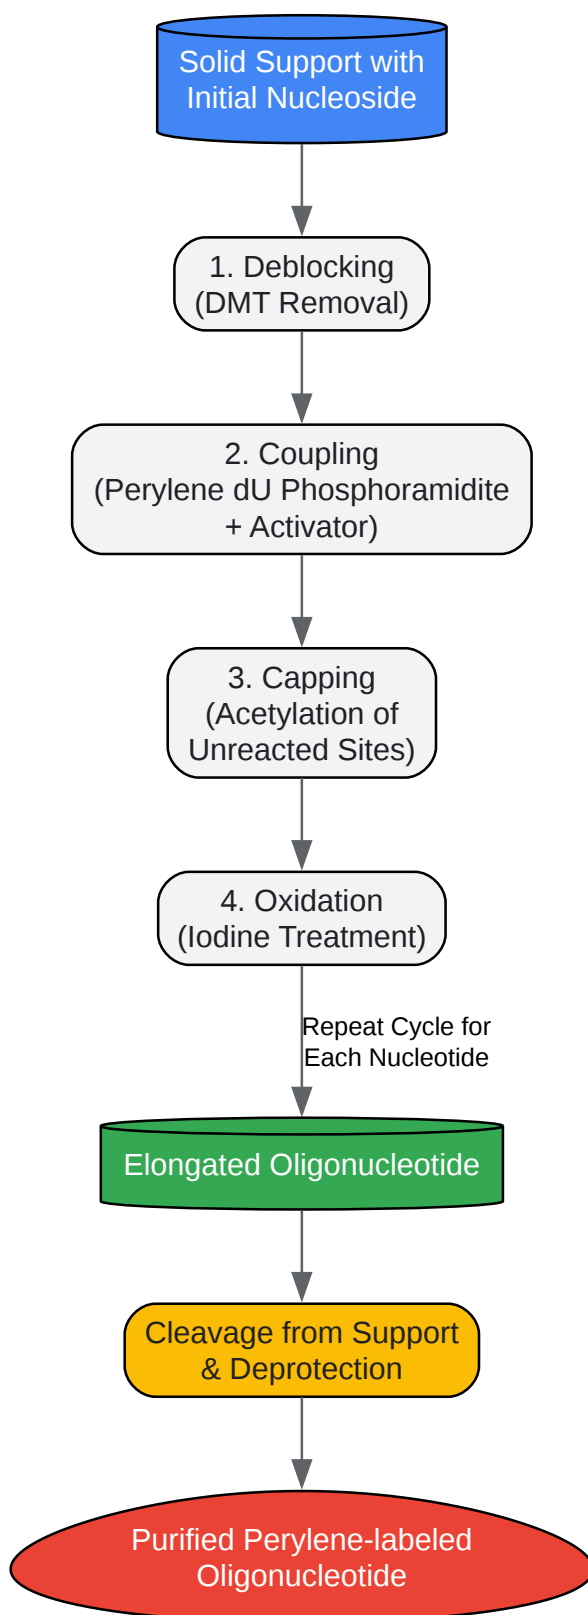 Solid Support with
Initial Nucleoside
1. Deblocking
(DMT Removal)
2. Coupling
(Perylene dU Phosphoramidite
+ Activator)
3. Capping
(Acetylation of
Unreacted Sites)
4. Oxidation
(Iodine Treatment)
Repeat Cycle for
Each Nucleotide
Elongated Oligonucleotide
Cleavage from Support
& Deprotection
Purified Perylene-labeled
Oligonucleotide